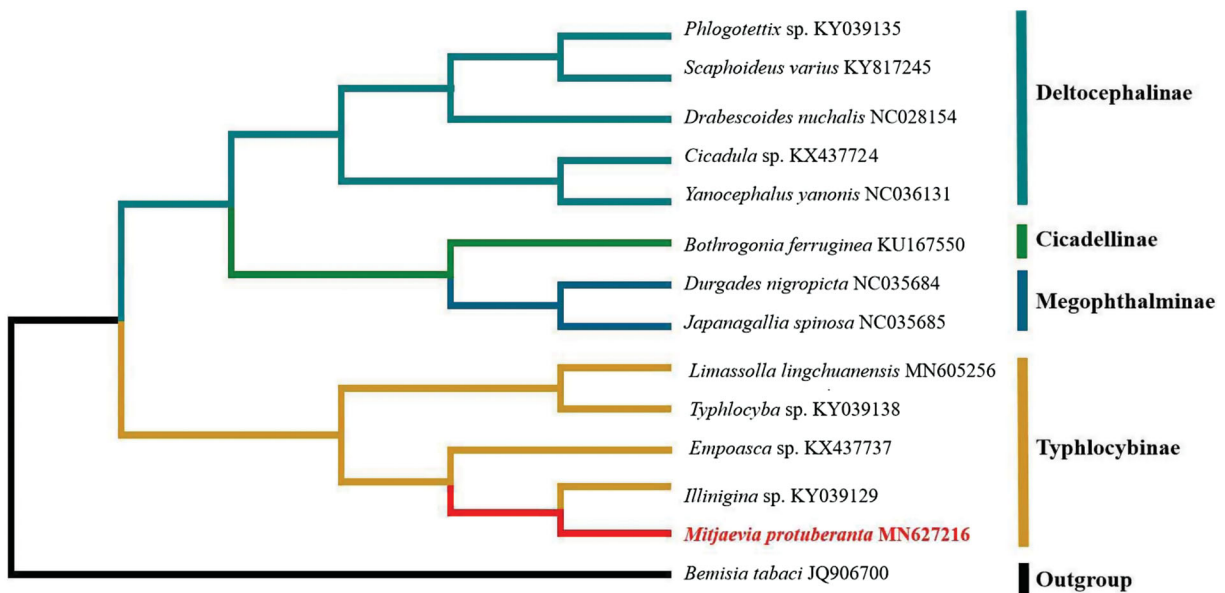 Phlogotettix sp. KY039135
Scaphoideus varius KY817245
Drabescoides nuchalis NC028154
Cicadula sp. KX437724
Yanocephalus yanonis NC036131
Deltocephalinae
Bothrogonia ferruginea KU167550
Cicadellinae
Durgades nigropicta NC035684
Japanagallia spinosa NC035685
Megophthalminae
Limassolla lingchuanensis MN605256
Typhlocyba sp. KY039138
Empoasca sp. KX437737
Illinigina sp. KY039129
Mitjaevia protuberanta MN627216
Typhlocybinae
Bemisia tabaci JQ906700
Outgroup